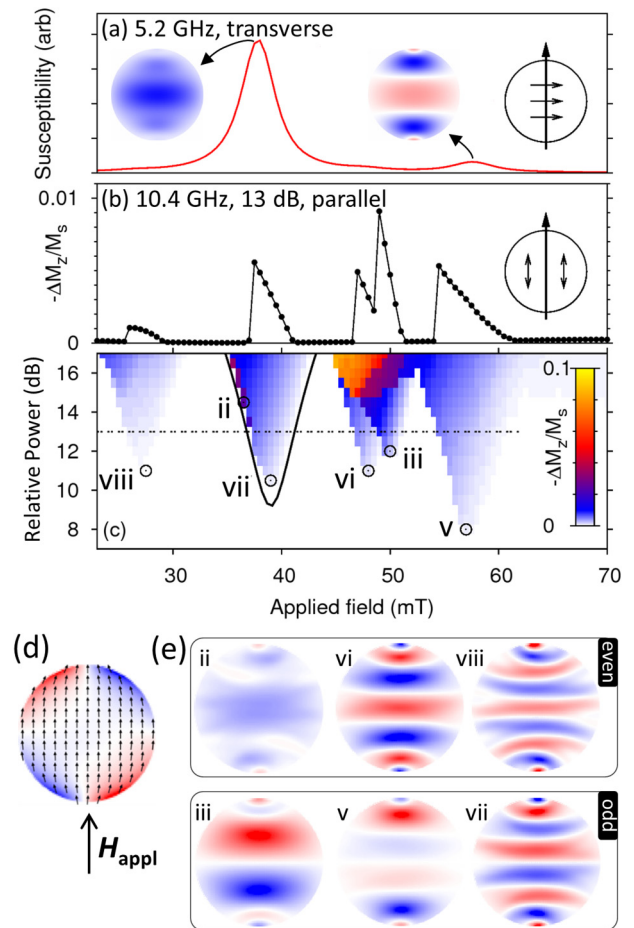 (a) 5.2 GHz, transverse
Susceptibility (arb)
(b) 10.4 GHz, 13 dB, parallel
0.01
0
-ΔM_z/M_s
(c)
16
14
12
10
8
Relative Power (dB)
ii
viii
vii
vi
iii
v
0.1
0
-ΔM_z/M_s
30 40 50 60 70
Applied field (mT)
(d)
H_appl
(e)
ii vi viii even
iii v vii odd